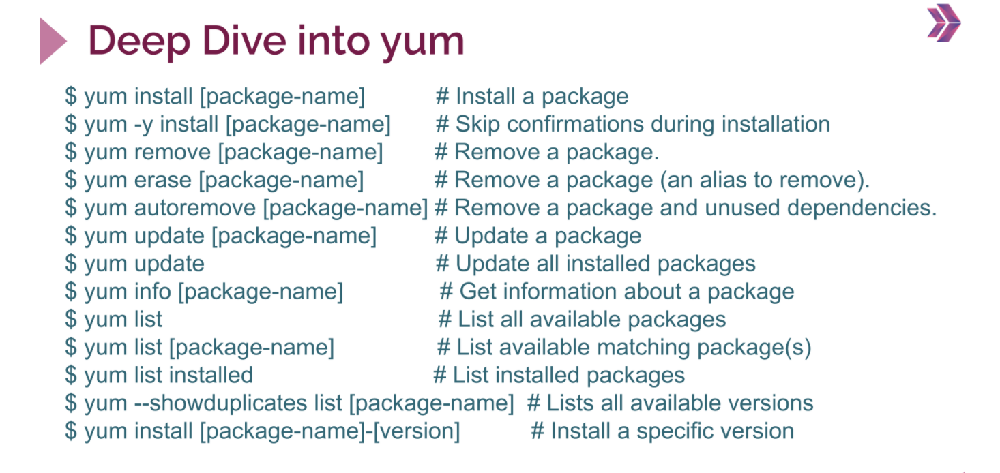 Deep Dive into yum
$ yum install [package-name] # Install a package
$ yum -y install [package-name] # Skip confirmations during installation
$ yum remove [package-name] # Remove a package.
$ yum erase [package-name] # Remove a package (an alias to remove).
$ yum autoremove [package-name] # Remove a package and unused dependencies.
$ yum update [package-name] # Update a package
$ yum update # Update all installed packages
$ yum info [package-name] # Get information about a package
$ yum list # List all available packages
$ yum list [package-name] # List available matching package(s)
$ yum list installed # List installed packages
$ yum --showduplicates list [package-name] # Lists all available versions
$ yum install [package-name]-[version] # Install a specific version